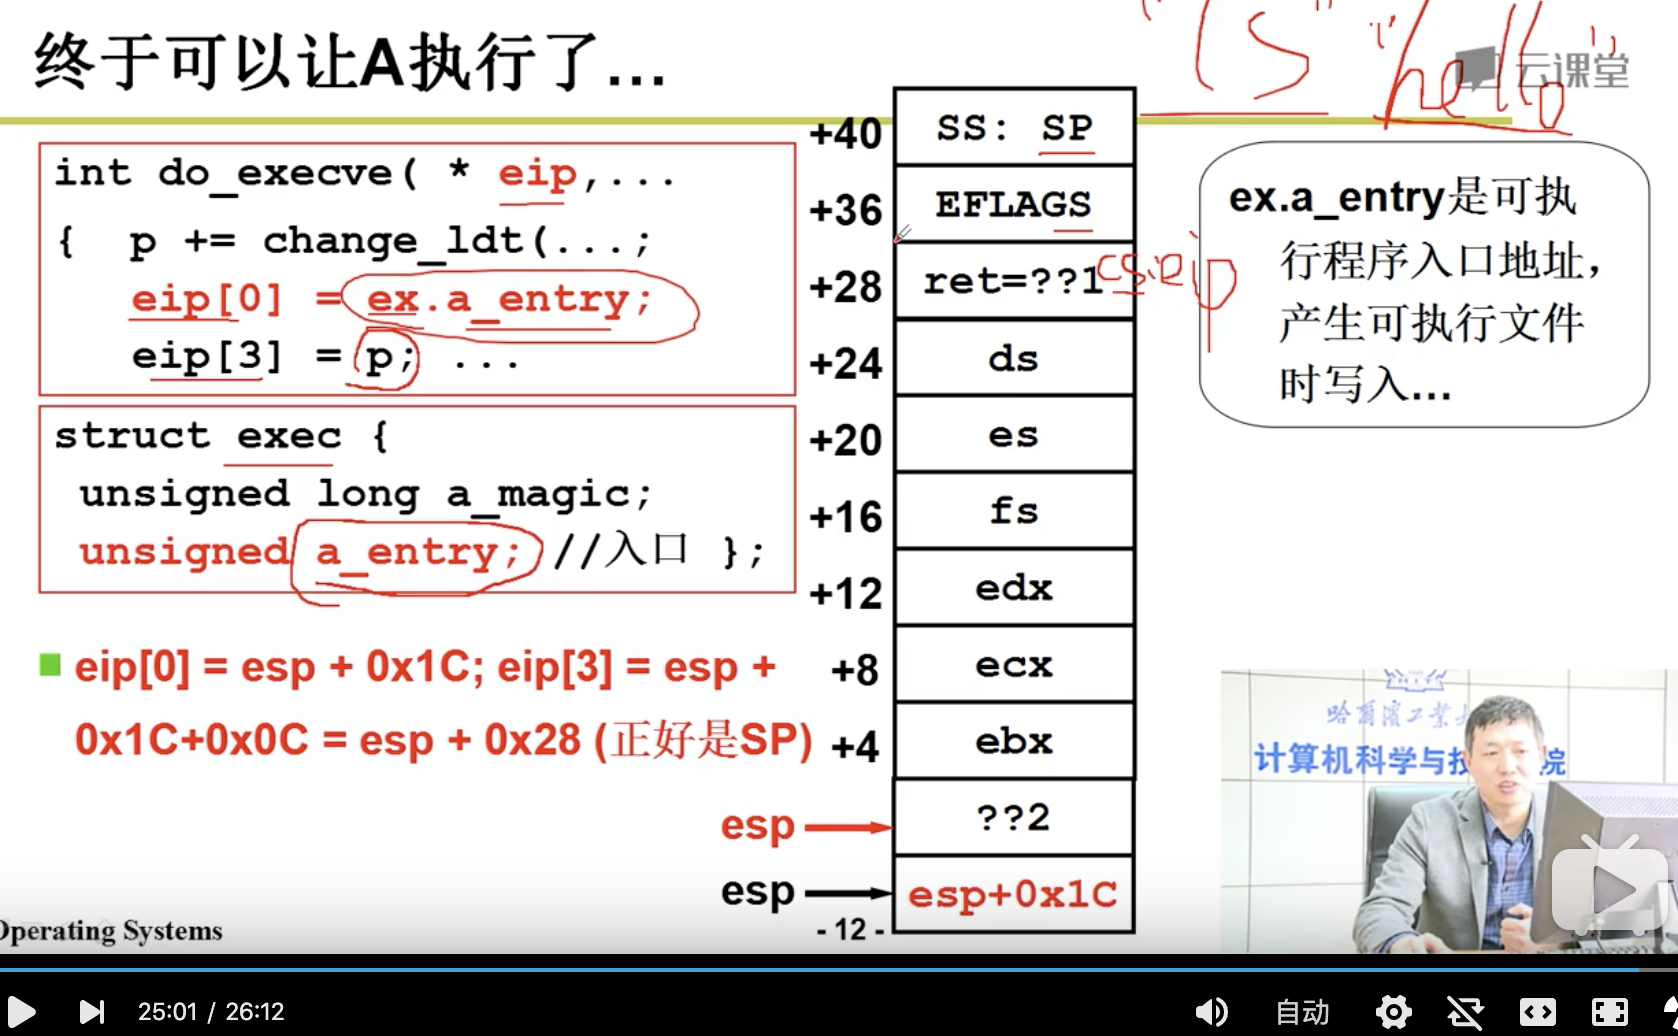 "ls" "hello"
终于可以让A执行了...
云课堂
int do_execve( * eip,...
{ p += change_ldt(...;
eip[0] = ex.a_entry;
eip[3] = p; ...
struct exec {
unsigned long a_magic;
unsigned a_entry; //入口 };
eip[0] = esp + 0x1C; eip[3] = esp +
0x1C+0x0C = esp + 0x28 (正好是SP)
+40 SS: SP
+36 EFLAGS
+28 ret=??1 cs:eip
+24 ds
+20 es
+16 fs
+12 edx
+8 ecx
+4 ebx
esp ??2
esp esp+0x1C
ex.a_entry是可执
行程序入口地址,
产生可执行文件
时写入...
哈尔滨工业大
计算机科学与技 院
Operating Systems
- 12 -
25:01 / 26:12
自动